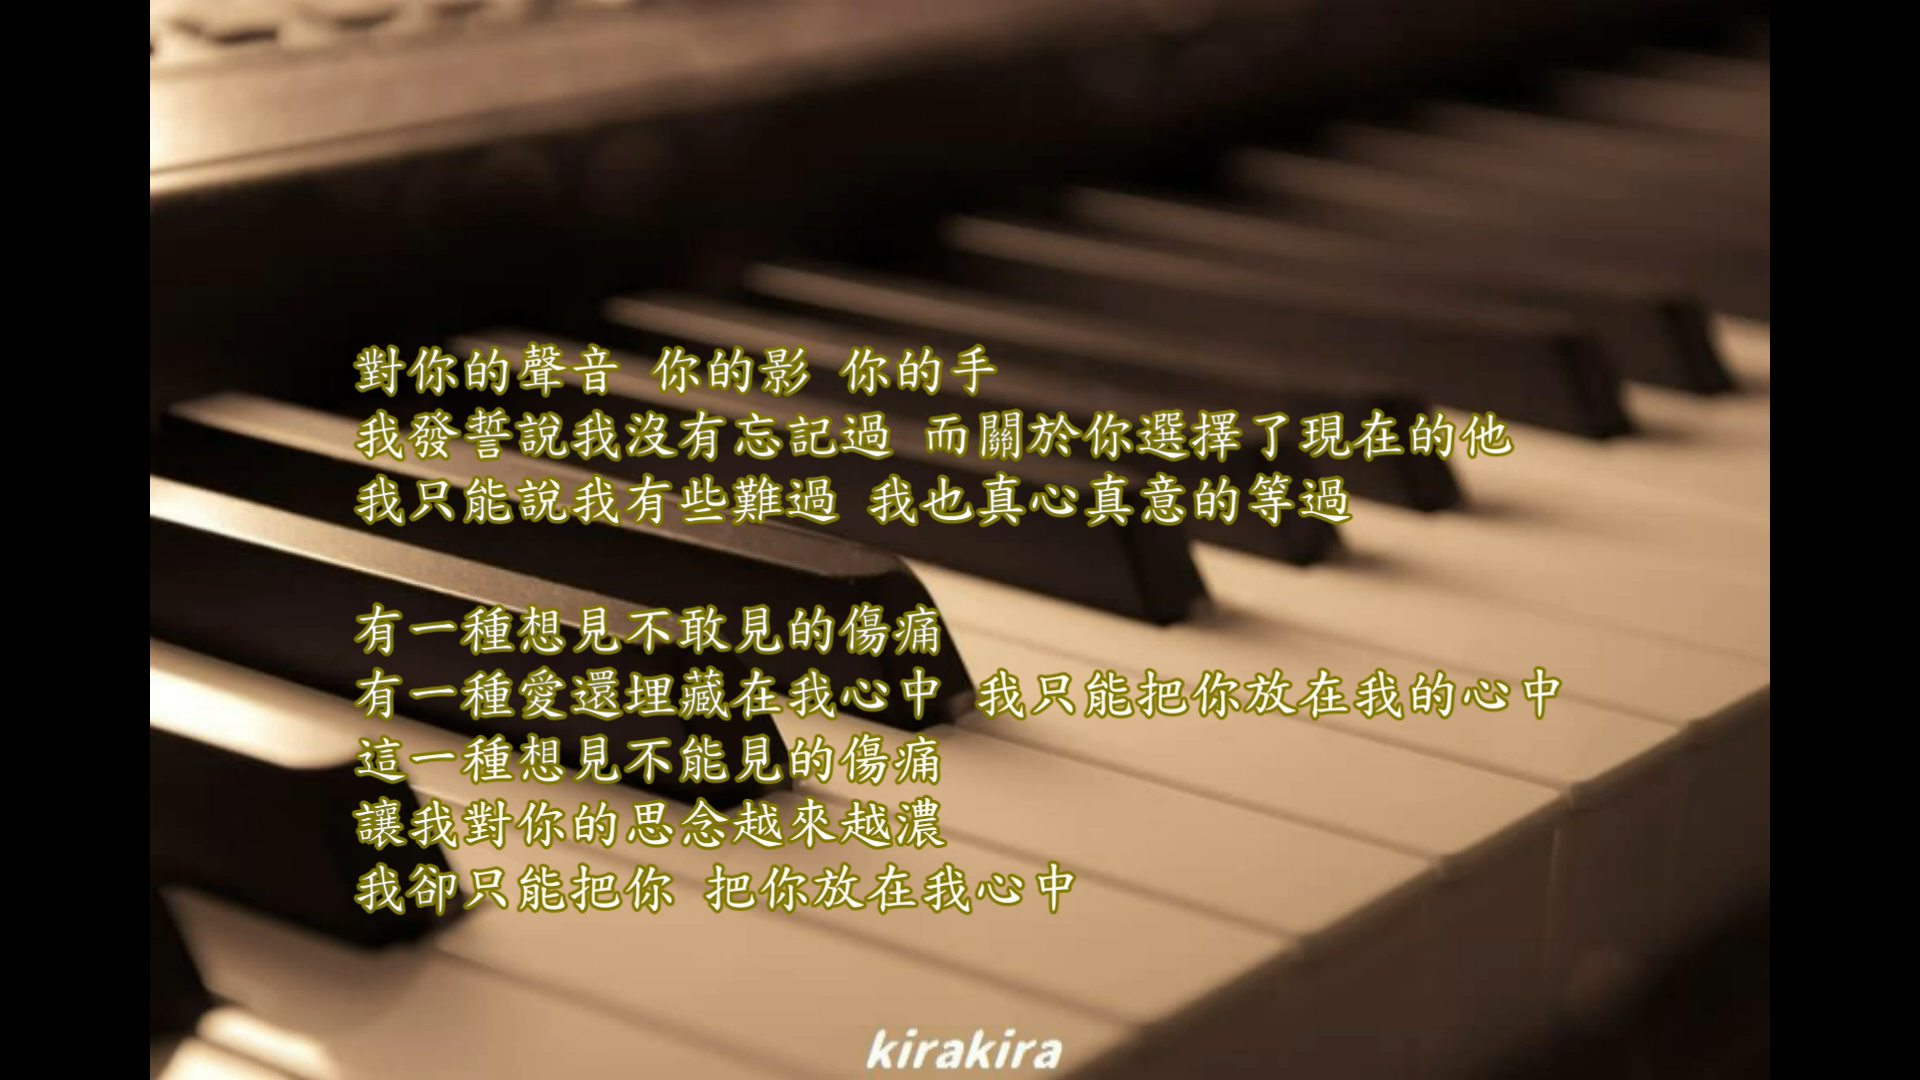 對你的聲音 你的影 你的手
我發誓說我沒有忘記過 而關於你選擇了現在的他
我只能說我有些難過 我也真心真意的等過
有一種想見不敢見的傷痛
有一種愛還埋藏在我心中 我只能把你放在我的心中
這一種想見不能見的傷痛
讓我對你的思念越來越濃
我卻只能把你 把你放在我心中
kirakira